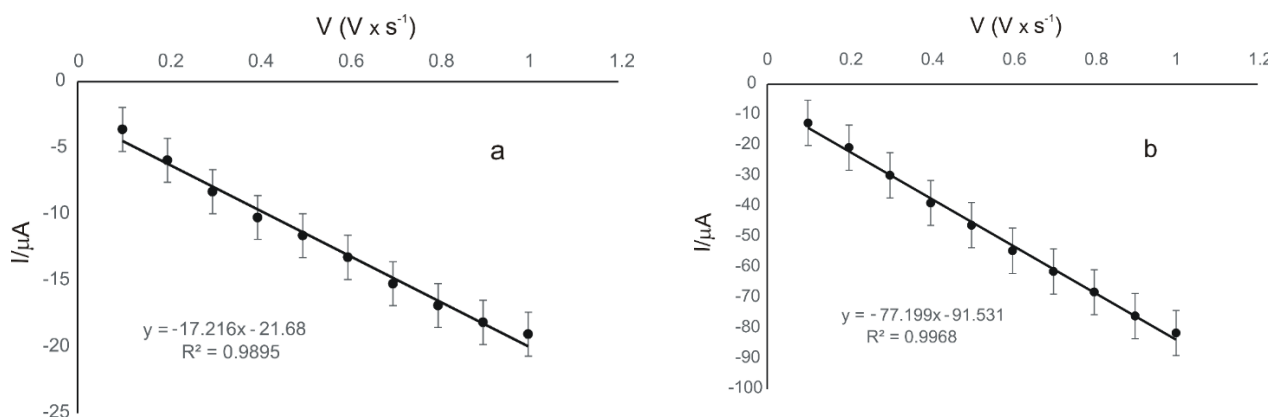 V (V x s⁻¹)
0 0.2 0.4 0.6 0.8 1 1.2
0
-5
-10
-15
-20
-25
I/μA
a
y = -17.216x - 21.68
R² = 0.9895
V (V x s⁻¹)
0 0.2 0.4 0.6 0.8 1 1.2
0
-10
-20
-30
-40
-50
-60
-70
-80
-90
-100
I/μA
b
y = - 77.199x - 91.531
R² = 0.9968